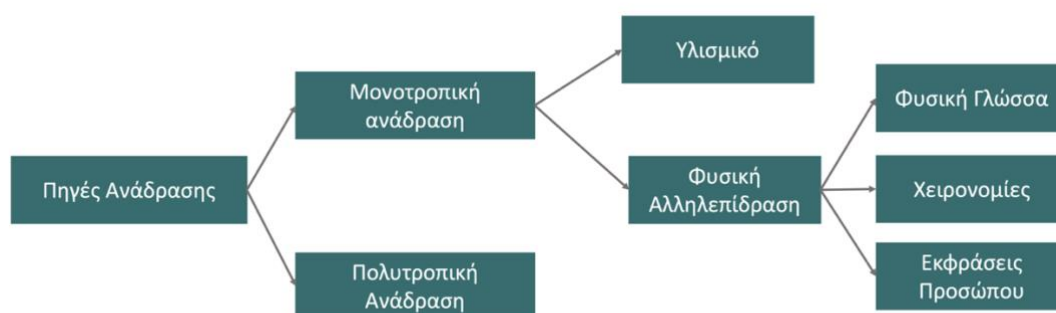 Πηγές Ανάδρασης
Μονοτροπική
ανάδραση
Πολυτροπική
Ανάδραση
Υλισμικό
Φυσική
Αλληλεπίδραση
Φυσική Γλώσσα
Χειρονομίες
Εκφράσεις
Προσώπου